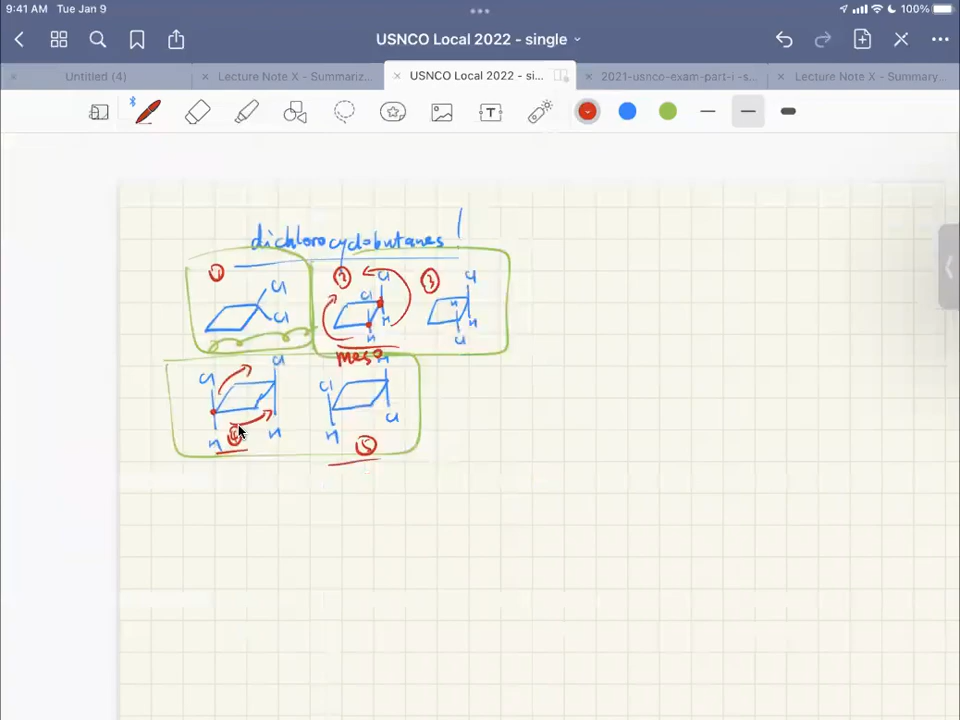 9:41 AM Tue Jan 9
100%
USNCO Local 2022 - single
Untitled (4)
Lecture Note X - Summariz...
USNCO Local 2022 - si...
2021-usnco-exam-part-i -s...
Lecture Note X - Summary...
T
dichlorocyclobutanes
① ② ③
Cl Cl Cl Cl Cl
H H H H
Cl
meso
Cl Cl Cl H
H H H Cl
④ ⑤